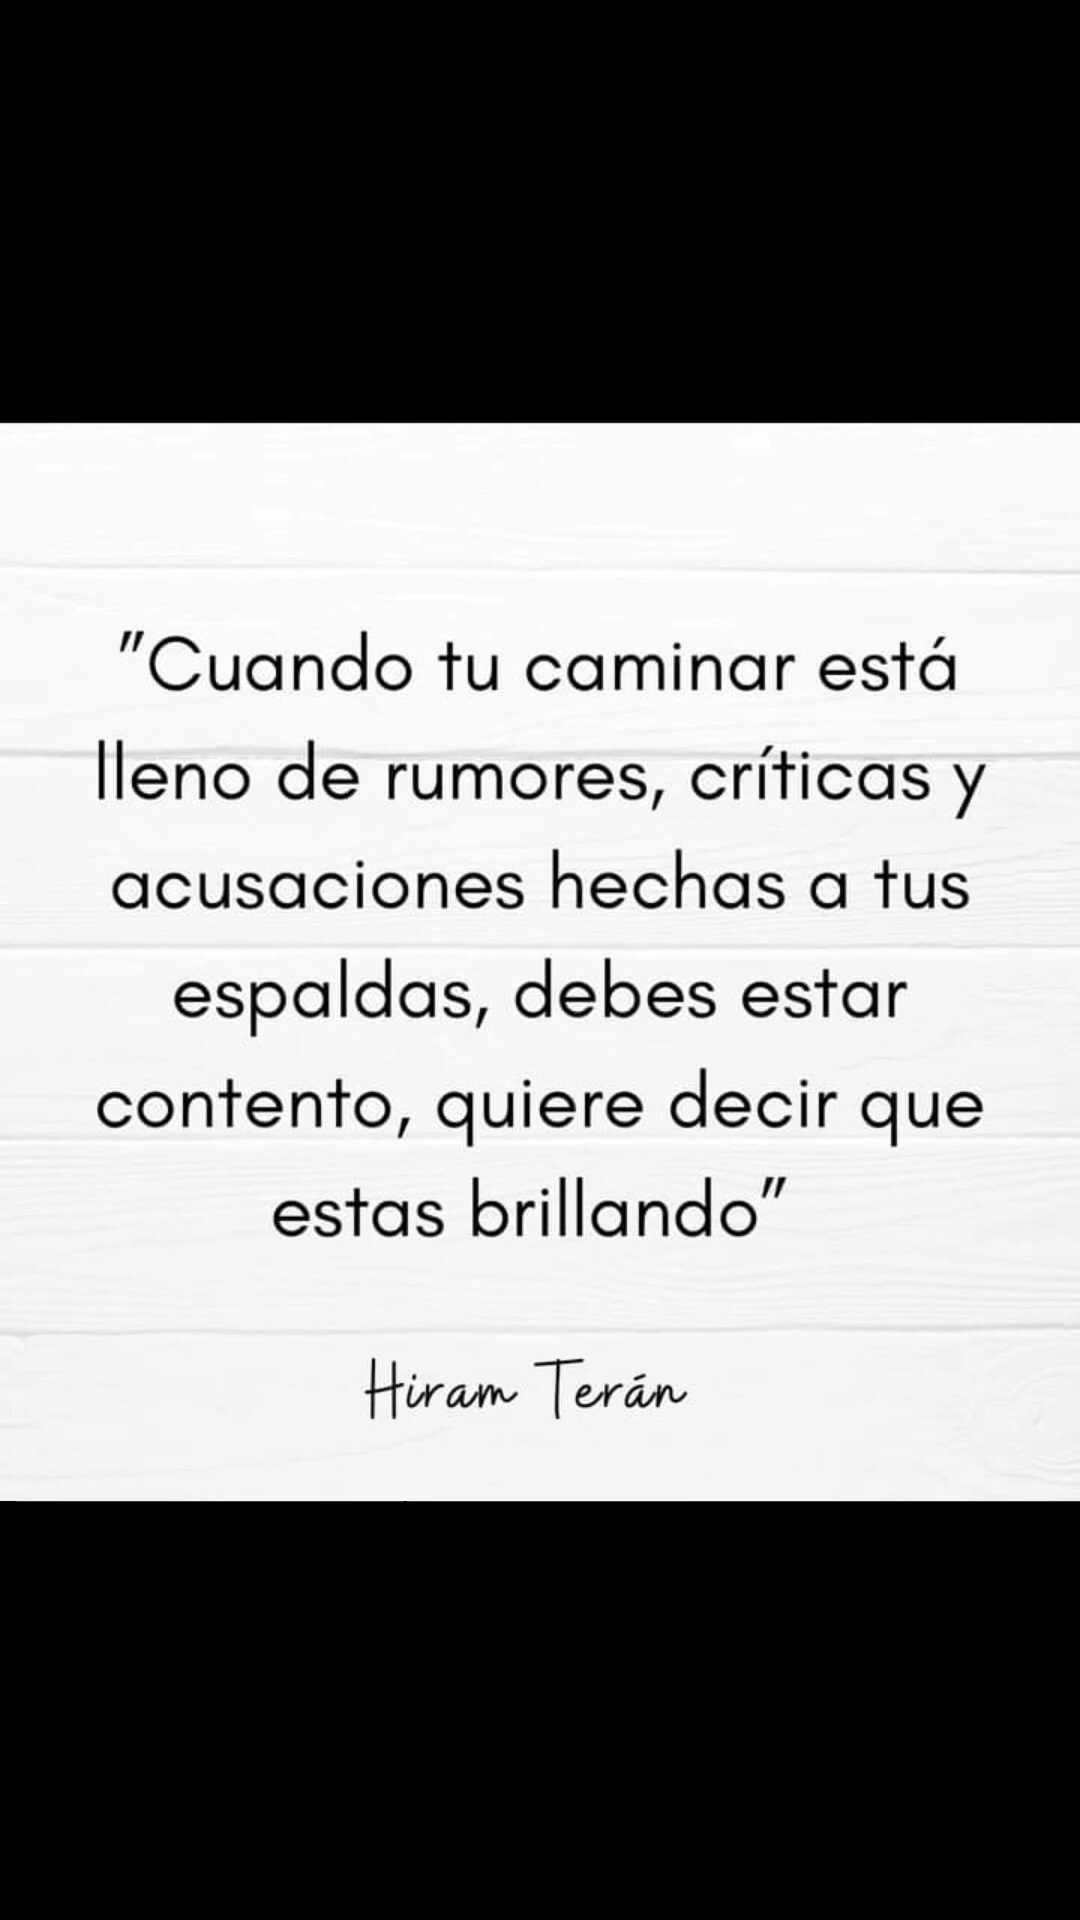 "Cuando tu caminar está
lleno de rumores, críticas y
acusaciones hechas a tus
espaldas, debes estar
contento, quiere decir que
estas brillando"
Hiram Terán